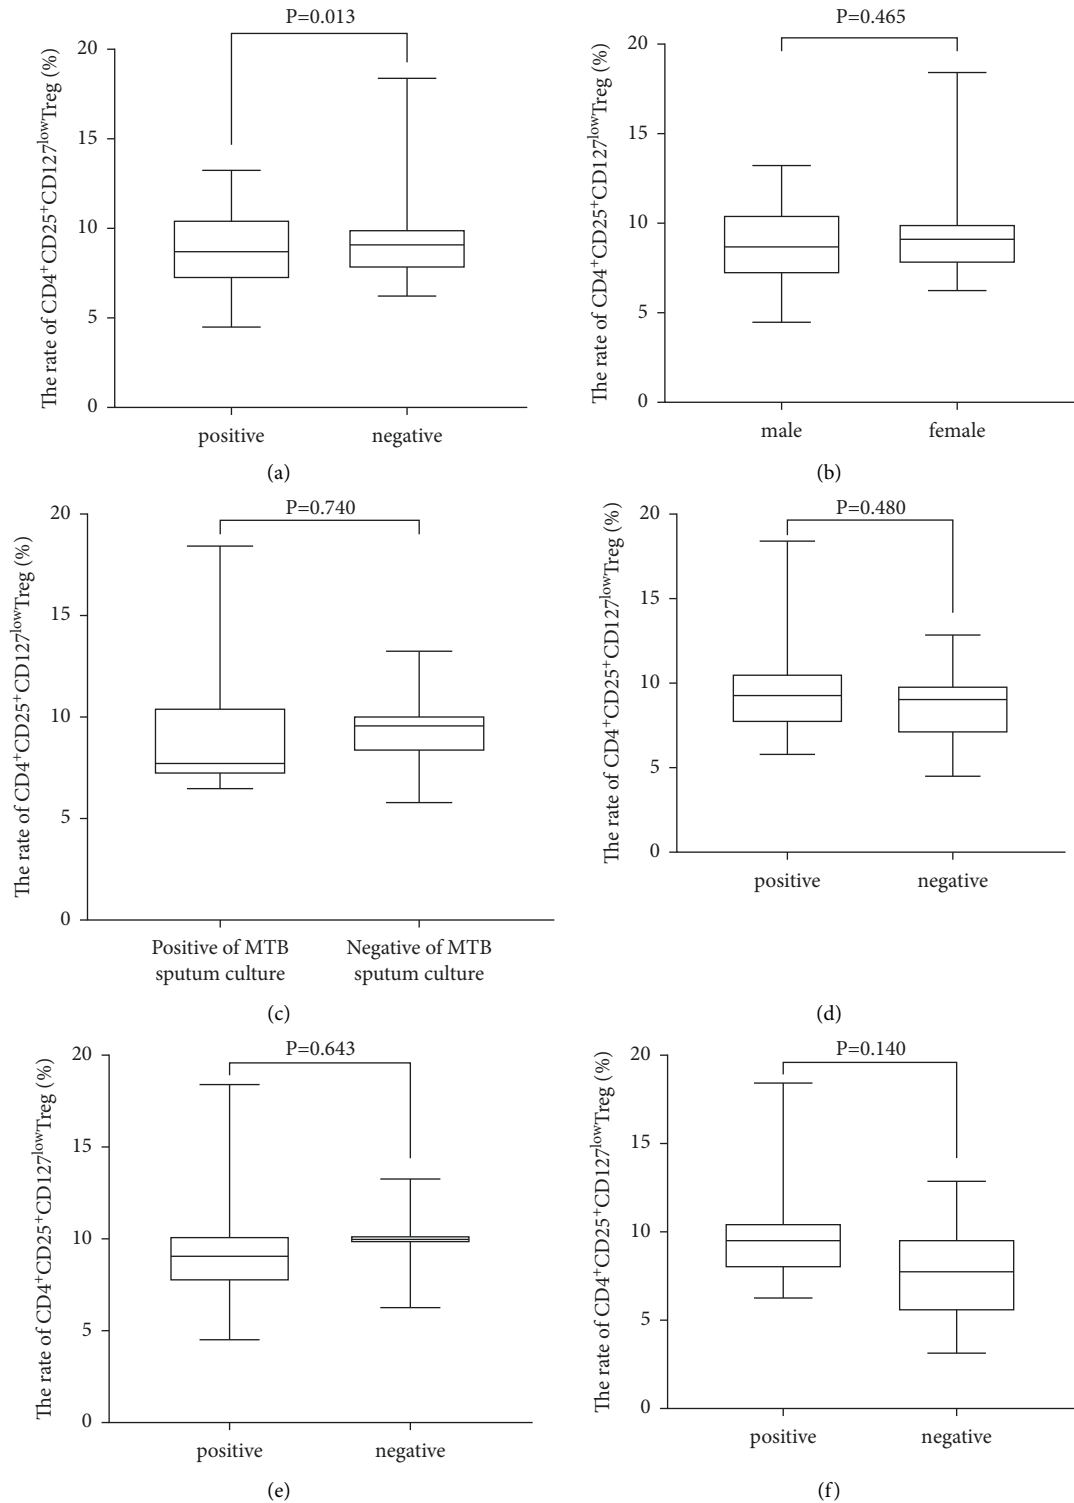 P=0.013
The rate of CD4⁺CD25⁺CD127ˡᵒʷTreg (%)
20
15
10
5
0
positive negative
(a)
P=0.465
The rate of CD4⁺CD25⁺CD127ˡᵒʷTreg (%)
20
15
10
5
0
male female
(b)
P=0.740
The rate of CD4⁺CD25⁺CD127ˡᵒʷTreg (%)
20
15
10
5
0
Positive of MTB Negative of MTB
sputum culture sputum culture
(c)
P=0.480
The rate of CD4⁺CD25⁺CD127ˡᵒʷTreg (%)
20
15
10
5
0
positive negative
(d)
P=0.643
The rate of CD4⁺CD25⁺CD127ˡᵒʷTreg (%)
20
15
10
5
0
positive negative
(e)
P=0.140
The rate of CD4⁺CD25⁺CD127ˡᵒʷTreg (%)
20
15
10
5
0
positive negative
(f)